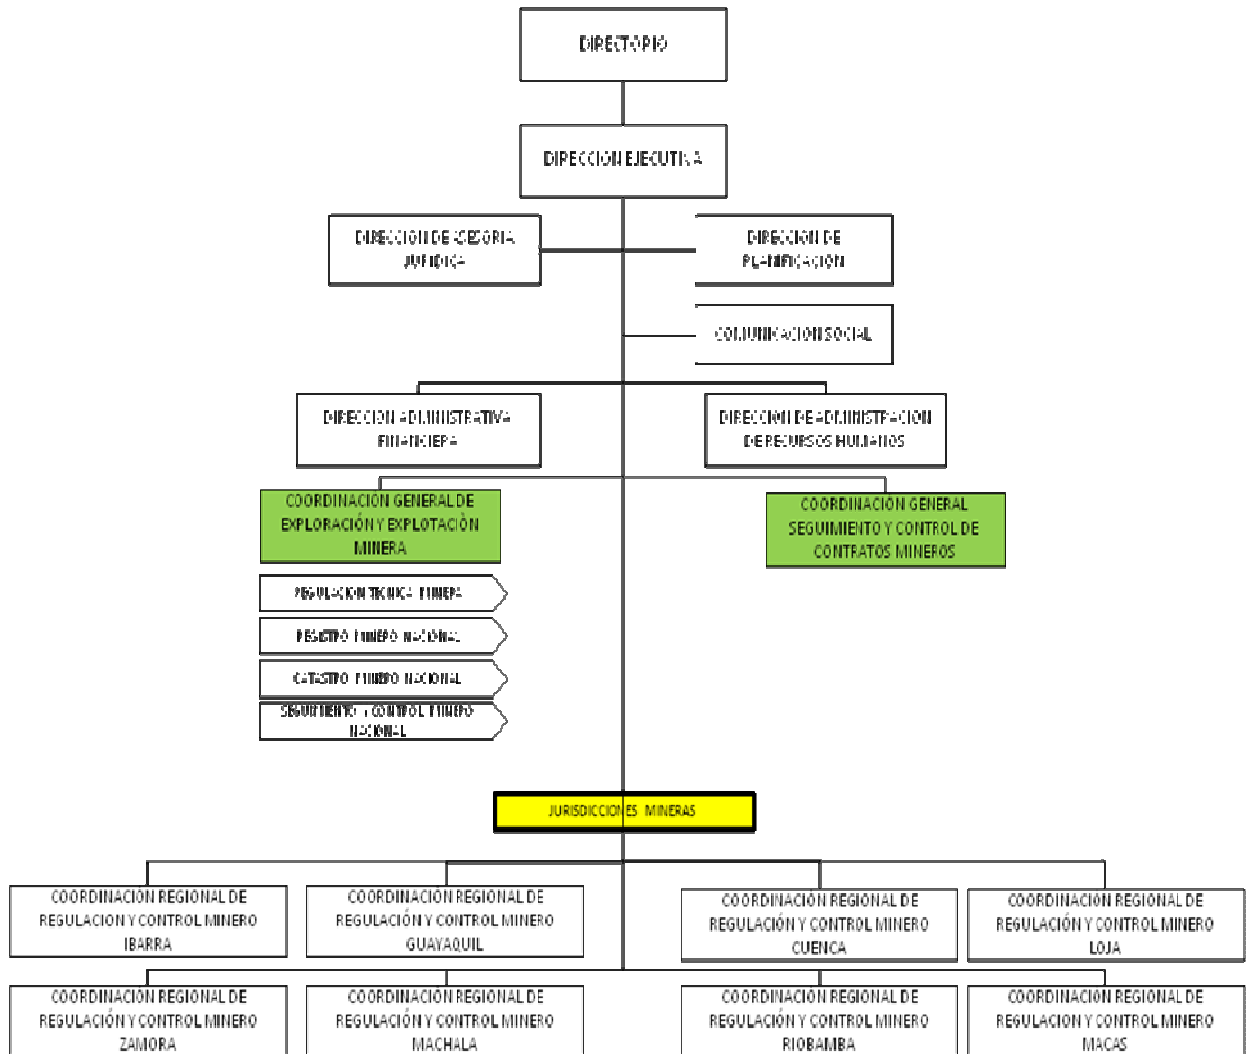 DIRECTORIO
DIRECCION EJECUTIVA
DIRECCION DE ASESORIA
JURIDICA
DIRECCION DE
PLANIFICACIÓN
COMUNICACION SOCIAL
DIRECCION ADMINISTRATIVA
FINANCIERA
DIRECCION DE ADMINISTRACION
DE RECURSOS HUMANOS
COORDINACIÓN GENERAL DE
EXPLORACIÓN Y EXPLOTACIÒN
MINERA
COORDINACIÓN GENERAL
SEGUIMIENTO Y CONTROL DE
CONTRATOS MINEROS
REGULACION TECNICA MINERA
REGISTRO MINERO NACIONAL
CATASTRO MINERO NACIONAL
SEGUIMIENTO Y CONTROL MINERO
NACIONAL
JURISDICCIONES MINERAS
COORDINACIÓN REGIONAL DE
REGULACION Y CONTROL MINERO
IBARRA
COORDINACIÓN REGIONAL DE
REGULACIÓN Y CONTROL MINERO
GUAYAQUIL
COORDINACIÓN REGIONAL DE
REGULACIÓN Y CONTROL MINERO
CUENCA
COORDINACIÓN REGIONAL DE
REGULACIÓN Y CONTROL MINERO
LOJA
COORDINACIÓN REGIONAL DE
REGULACIÓN Y CONTROL MINERO
ZAMORA
COORDINACIÓN REGIONAL DE
REGULACIÓN Y CONTROL MINERO
MACHALA
COORDINACIÓN REGIONAL DE
REGULACIÓN Y CONTROL MINERO
RIOBAMBA
COORDINACIÓN REGIONAL DE
REGULACION Y CONTROL MINERO
MACAS